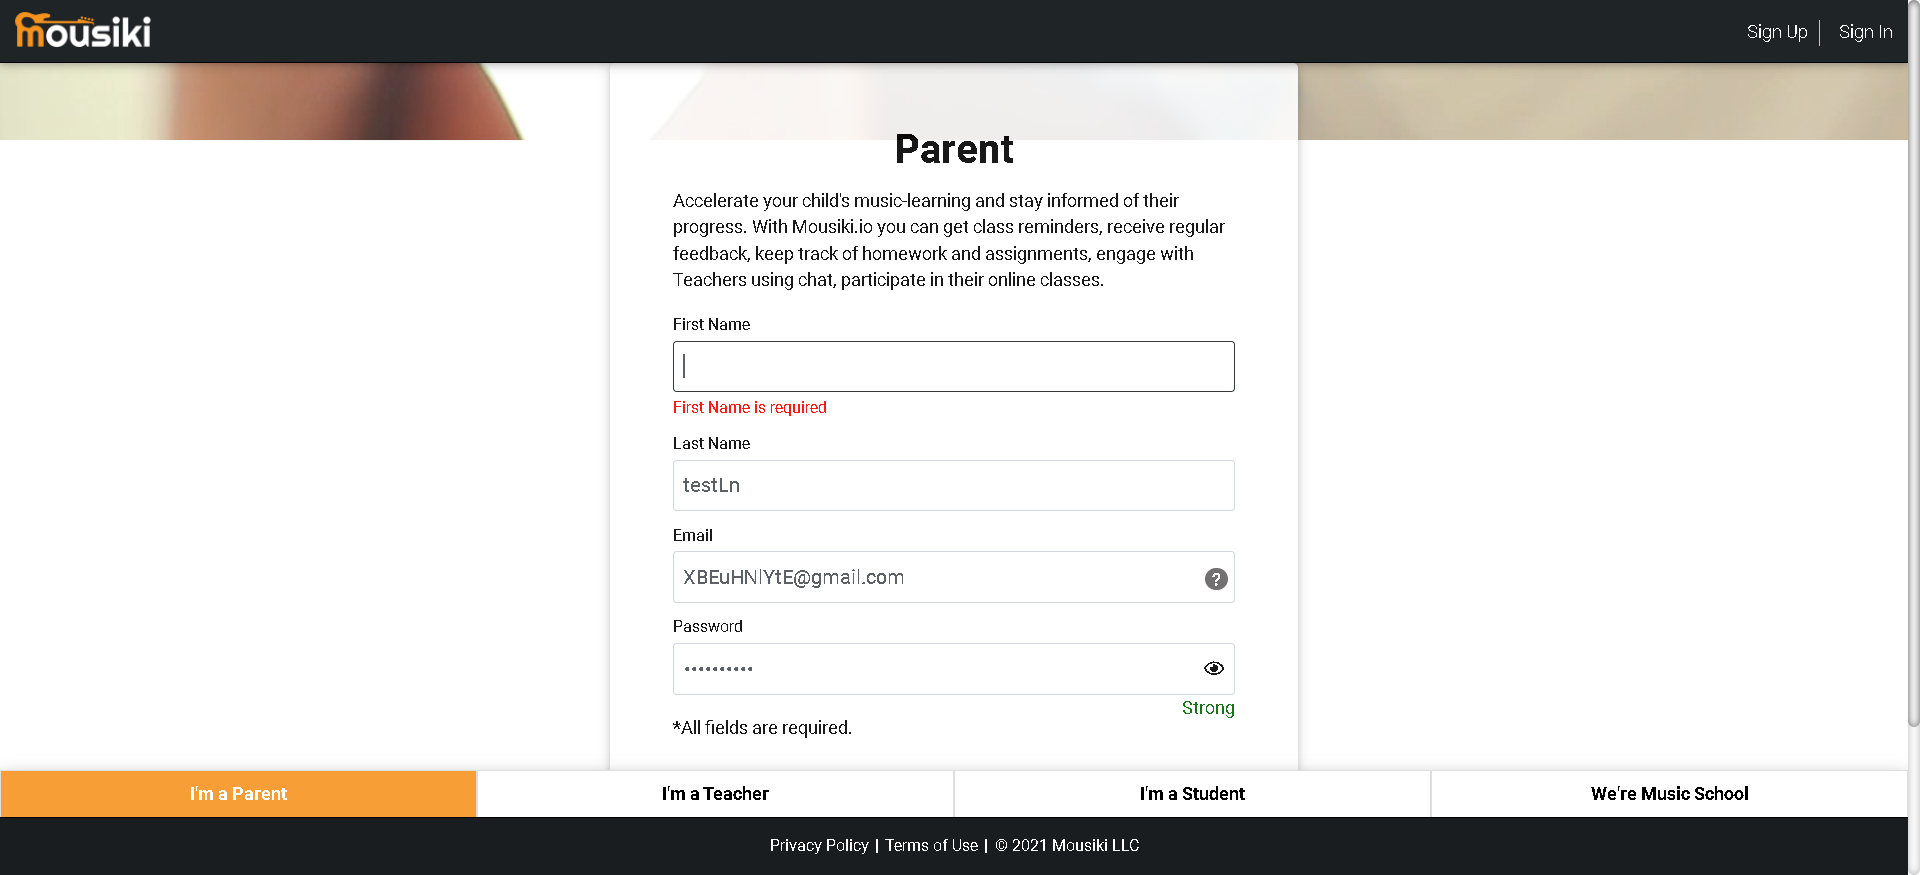 mousiki
Sign Up
Sign In
Parent
Accelerate your child's music-learning and stay informed of their
progress. With Mousiki.io you can get class reminders, receive regular
feedback, keep track of homework and assignments, engage with
Teachers using chat, participate in their online classes.
First Name
First Name is required
Last Name
testLn
Email
XBEuHNlYtE@gmail.com
?
Password
Strong
*All fields are required.
I'm a Parent
I'm a Teacher
I'm a Student
We're Music School
Privacy Policy | Terms of Use | © 2021 Mousiki LLC